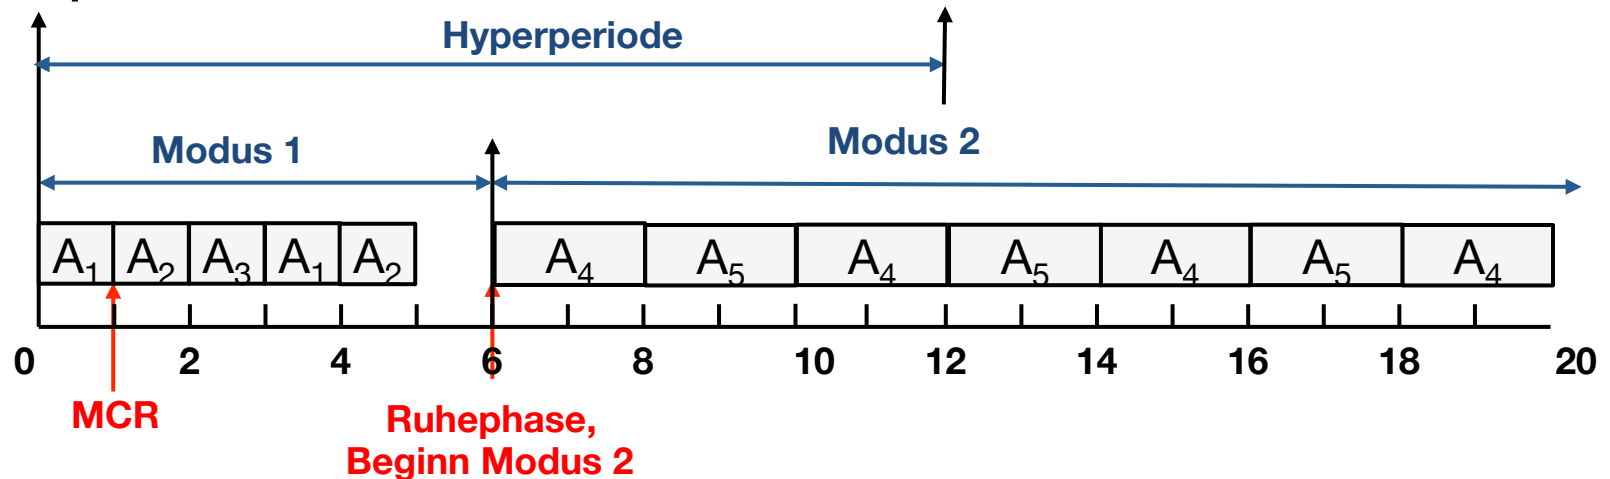 Hyperperiode
Modus 1
Modus 2
A₁ A₂ A₃ A₁ A₂ A₄ A₅ A₄ A₅ A₄ A₅ A₄
0 2 4 6 8 10 12 14 16 18 20
MCR
Ruhephase,
Beginn Modus 2